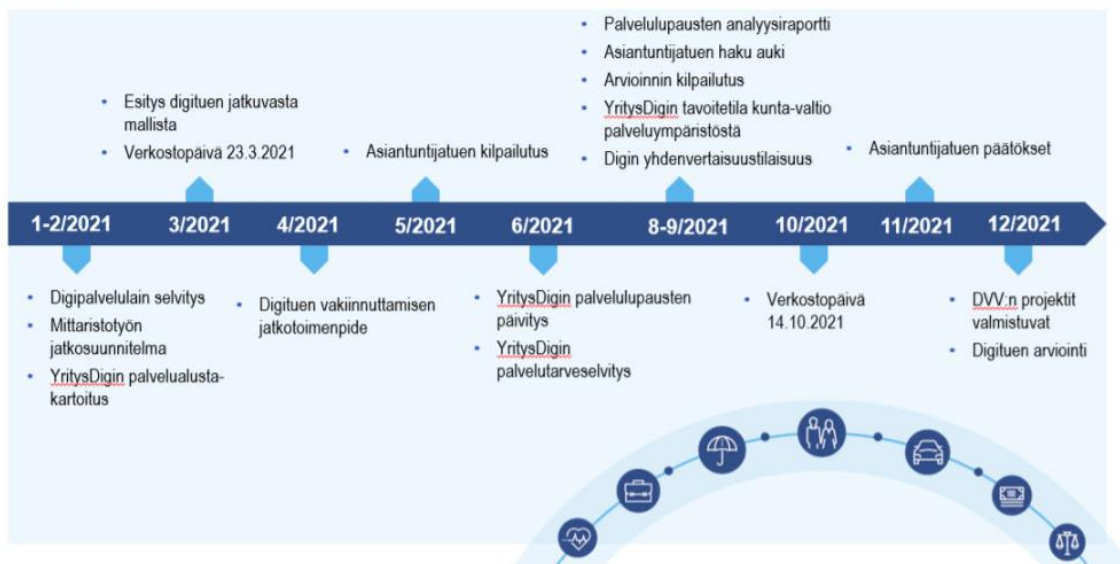 • Palvelulupausten analyysiraportti
• Asiantuntijatuen haku auki
• Arvioinnin kilpailutus
• YritysDigin tavoitetila kunta-valtio
palveluympäristöstä
• Digin yhdenvertaisuustilaisuus
• Esitys digituen jatkuvasta
mallista
• Verkostopäivä 23.3.2021
• Asiantuntijatuen kilpailutus
• Asiantuntijatuen päätökset
1-2/2021
3/2021
4/2021
5/2021
6/2021
8-9/2021
10/2021
11/2021
12/2021
• Digipalvelulain selvitys
• Mittaristotyön
jatkosuunnitelma
• YritysDigin palvelualusta-
kartoitus
• Digituen vakiinnuttamisen
jatkotoimenpide
• YritysDigin palvelulupausten
päivitys
• YritysDigin
palvelutarveselvitys
• Verkostopäivä
14.10.2021
• DVV:n projektit
valmistuvat
• Digituen arviointi